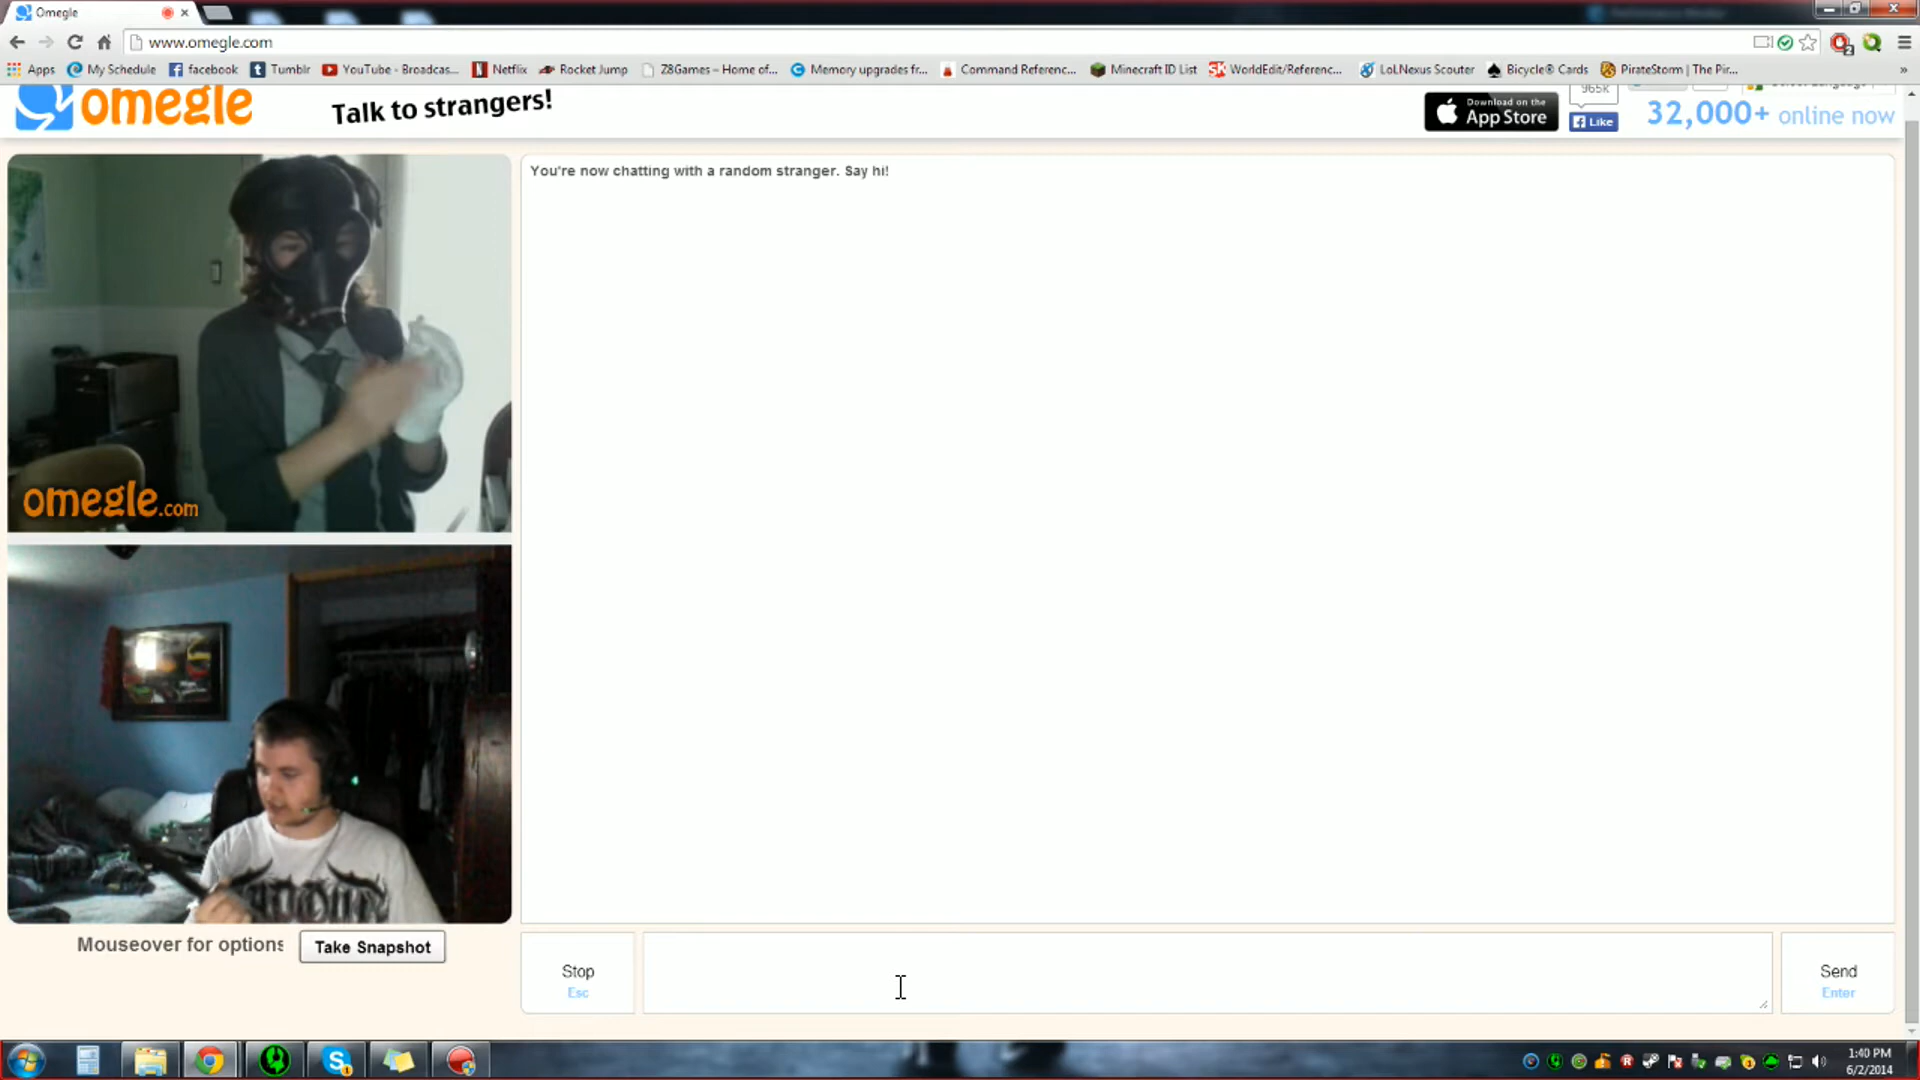 Omegle
www.omegle.com
Apps My Schedule facebook Tumblr YouTube - Broadcas... Netflix Rocket Jump Z8Games – Home of... Memory upgrades fr... Command Referenc... Minecraft ID List WorldEdit/Referenc... LoLNexus Scouter Bicycle® Cards PirateStorm | The Pir... »
omegle Talk to strangers!
Download on the
App Store
965k
Like
32,000+ online now
You're now chatting with a random stranger. Say hi!
omegle.com
Mouseover for options Take Snapshot
Stop
Esc
Send
Enter
1:40 PM
6/2/2014